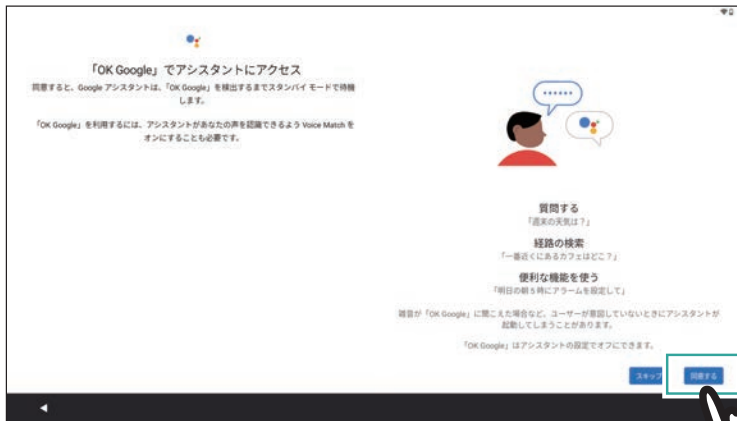 「OK Google」でアシスタントにアクセス
同意すると、Google アシスタントは、「OK Google」を検出するまでスタンバイ モードで待機
します。
「OK Google」を利用するには、アシスタントがあなたの声を認識できるよう Voice Match を
オンにすることも必要です。
質問する
「週末の天気は？」
経路の検索
「一番近くにあるカフェはどこ？」
便利な機能を使う
「明日の朝 5 時にアラームを設定して」
雑音が「OK Google」に聞こえた場合など、ユーザーが意図していないときにアシスタントが
起動してしまうことがあります。
「OK Google」はアシスタントの設定でオフにできます。
スキップ
同意する